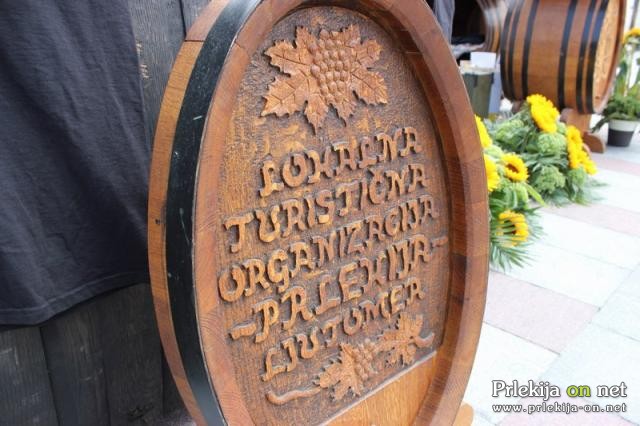 LOKALNA
TURISTIČNA
ORGANIZACIJA
-PRLEKIJA-
LJUTOMER
Prlekija on net
www.prlekija-on.net